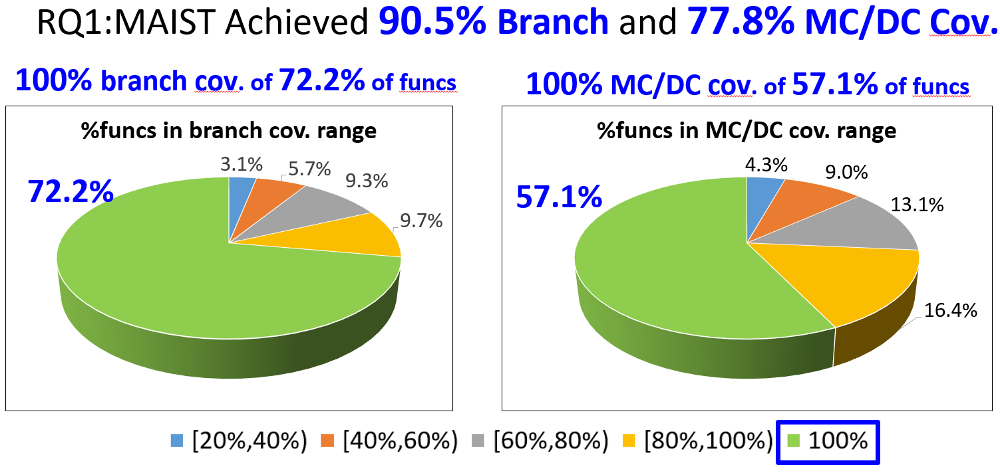 RQ1:MAIST Achieved 90.5% Branch and 77.8% MC/DC Cov.
100% branch cov. of 72.2% of funcs
%funcs in branch cov. range
3.1%
5.7%
9.3%
9.7%
72.2%
100% MC/DC cov. of 57.1% of funcs
%funcs in MC/DC cov. range
4.3%
9.0%
13.1%
16.4%
57.1%
[20%,40%) [40%,60%) [60%,80%) [80%,100%) 100%